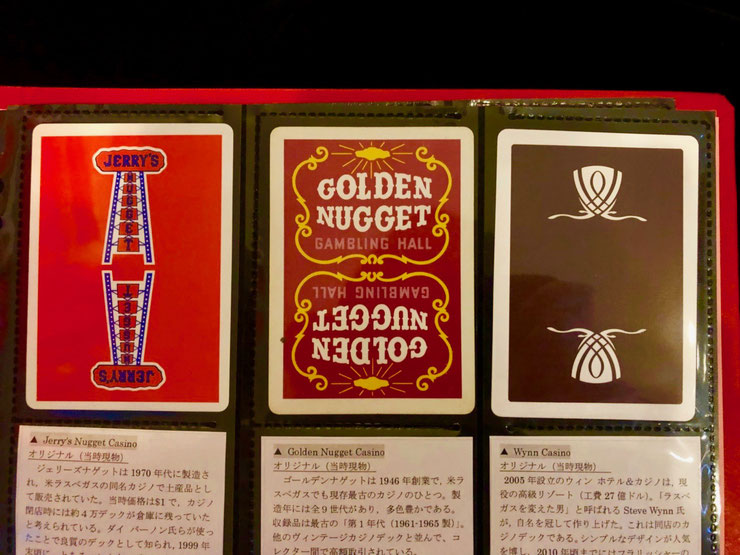 JERRY'S
NUGGET
NUGGET
JERRY'S
GOLDEN
NUGGET
GAMBLING HALL
GAMBLING HALL
NUGGET
GOLDEN
▲ Jerry's Nugget Casino
オリジナル（当時現物）
ジェリーズナゲットは 1970 年代に製造さ
れ，米ラスベガスの同名カジノで土産品とし
て販売されていた。当時価格は$1 で，カジノ
閉店時には約４万デックが倉庫に残っていた
と考えられている。ダイ バーノン氏らが使っ
たことで良質のデックとして知られ，1999 年
▲ Golden Nugget Casino
オリジナル（当時現物）
ゴールデンナゲットは 1946 年創業で，米ラ
スベガスでも現存最古のカジノのひとつ。製
造年には全９世代があり，多色豊かである。
収録品は最古の「第１年代（1961-1965 製）」。
他のヴィンテージカジノデックと並んで，コ
レクター間で高額取引されている。
▲ Wynn Casino
オリジナル（当時現物）
2005 年設立のウィン ホテル&カジノは，現
役の高級リゾート（工費 27 億ドル）。「ラスベ
ガスを変えた男」と呼ばれる Steve Wynn 氏
が，自名を冠して作り上げた。これは同店のカ
ジノデックである。シンプルなデザインが人気
を博し，2010 年頃までには